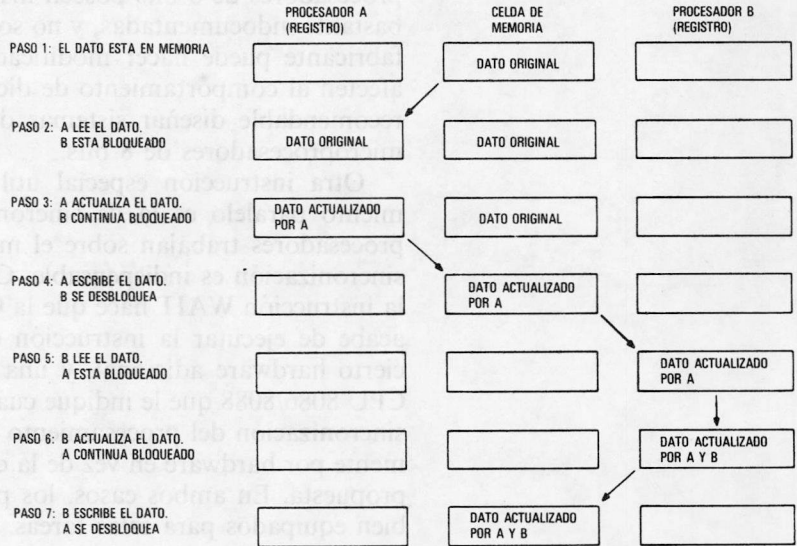 PROCESADOR A
(REGISTRO)
CELDA DE
MEMORIA
PROCESADOR B
(REGISTRO)
PASO 1: EL DATO ESTA EN MEMORIA
DATO ORIGINAL
PASO 2: A LEE EL DATO.
B ESTA BLOQUEADO
DATO ORIGINAL
DATO ORIGINAL
PASO 3: A ACTUALIZA EL DATO.
B CONTINUA BLOQUEADO
DATO ACTUALIZADO
POR A
DATO ORIGINAL
PASO 4: A ESCRIBE EL DATO.
B SE DESBLOQUEA
DATO ACTUALIZADO
POR A
PASO 5: B LEE EL DATO.
A ESTÁ BLOQUEADO
DATO ACTUALIZADO
POR A
PASO 6: B ACTUALIZA EL DATO.
A CONTINUA BLOQUEADO
DATO ACTUALIZADO
POR A Y B
PASO 7: B ESCRIBE EL DATO.
A SE DESBLOQUEA
DATO ACTUALIZADO
POR A Y B